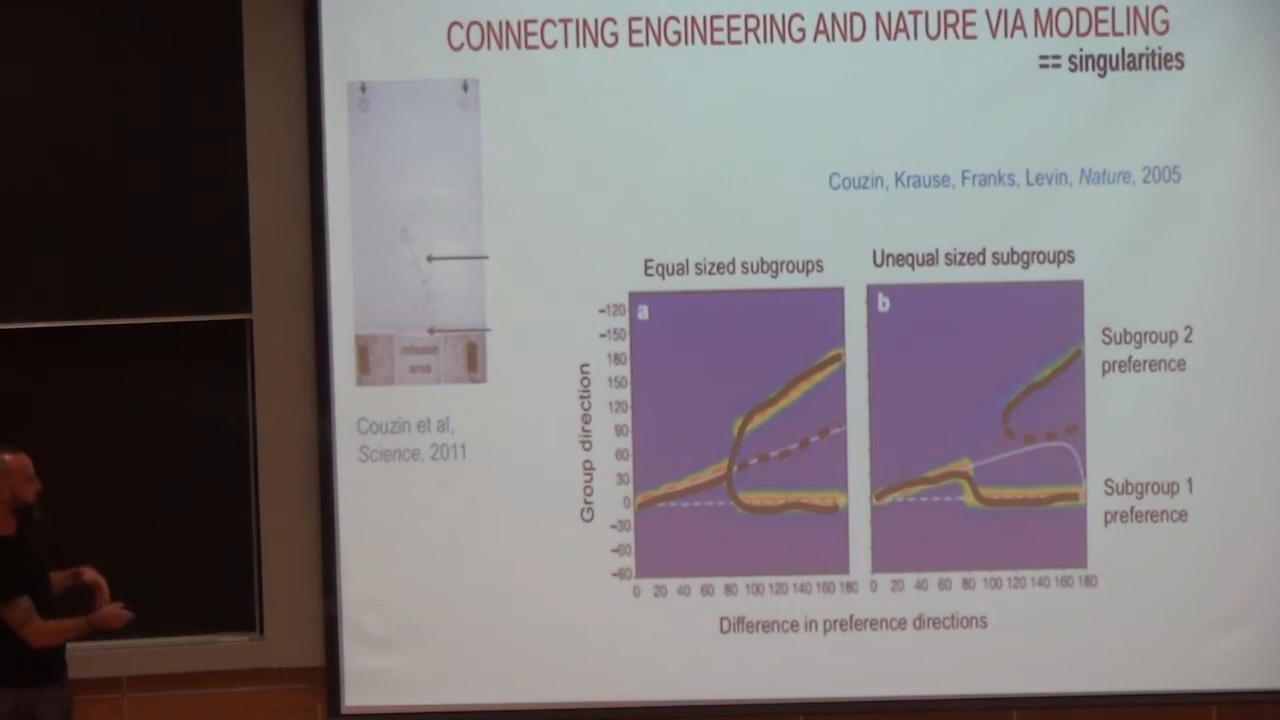 CONNECTING ENGINEERING AND NATURE VIA MODELING
== singularities
Couzin, Krause, Franks, Levin, Nature, 2005
Equal sized subgroups
Unequal sized subgroups
a
b
-120
-150
180
150
120
90
60
30
0
-30
-60
Group direction
0 20 40 60 80 100 120 140 160 180
0 20 40 60 80 100 120 140 160 180
Difference in preference directions
Subgroup 2
preference
Subgroup 1
preference
area
Couzin et al,
Science, 2011